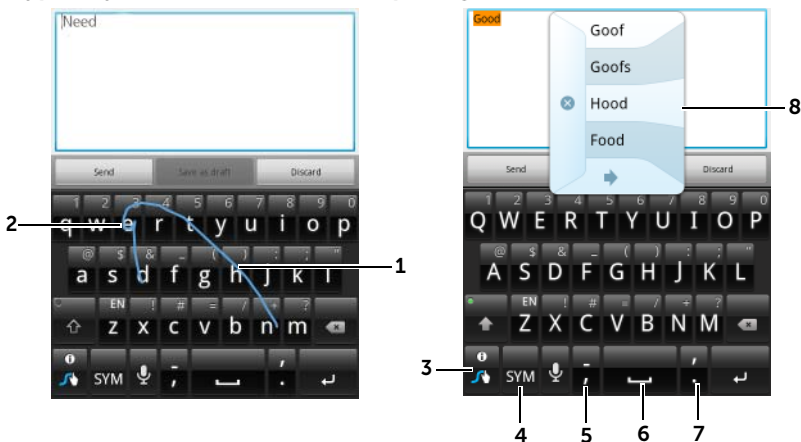 Need
Send Save as draft Discard
1 2 3 4 5 6 7 8 9 0
q w e r t y u i o p
@ $ & _ ( ) : ; "
a s d f g h j k l
EN ! # = / + ?
z x c v b n m
SYM - , ' .
2
1
Good
Goof
Goofs
Hood
Food
8
Send Discard
1 2 3 4 5 6 7 8 9 0
Q W E R T Y U I O P
@ $ & _ ( ) : ; "
A S D F G H J K L
EN ! # = / + ?
Z X C V B N M
SYM - , ' .
3
4 5 6 7